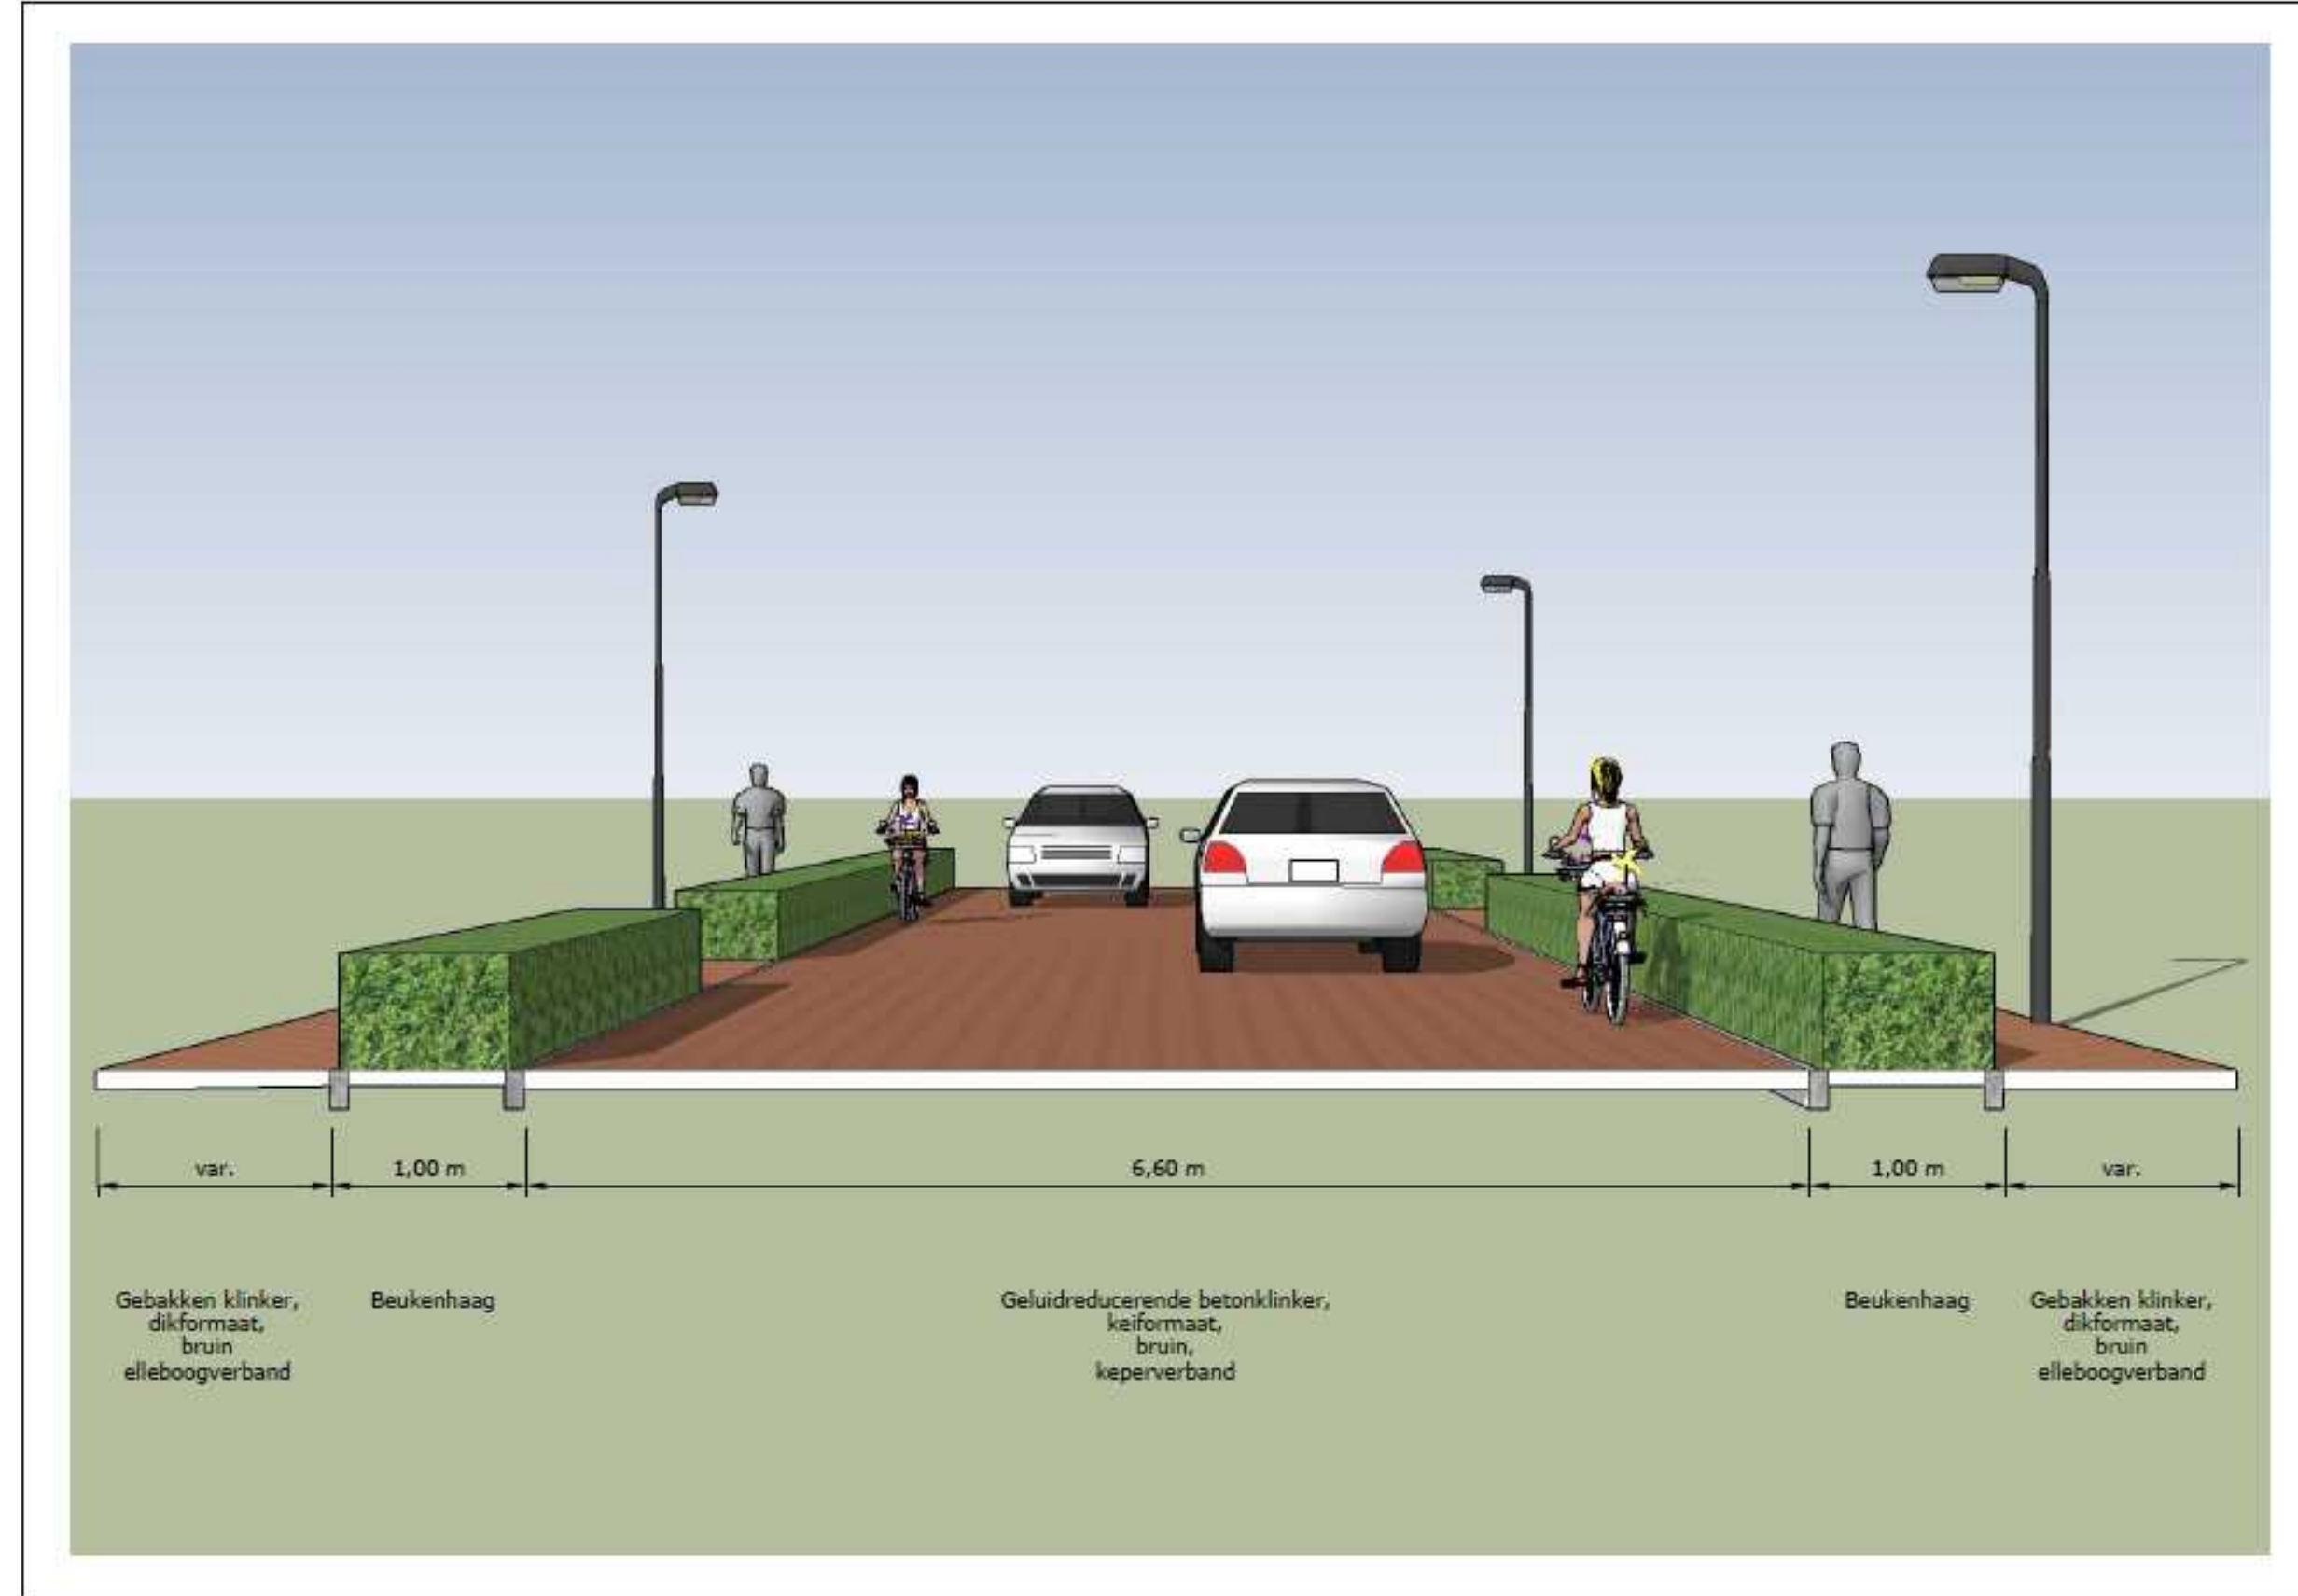 var.
1,00 m
6,60 m
1,00 m
var.
Gebakken klinker,
dikformaat,
bruin
elleboogverband
Beukenhaag
Geluidreducerende betonklinker,
keiformaat,
bruin,
keperverband
Beukenhaag
Gebakken klinker,
dikformaat,
bruin
elleboogverband